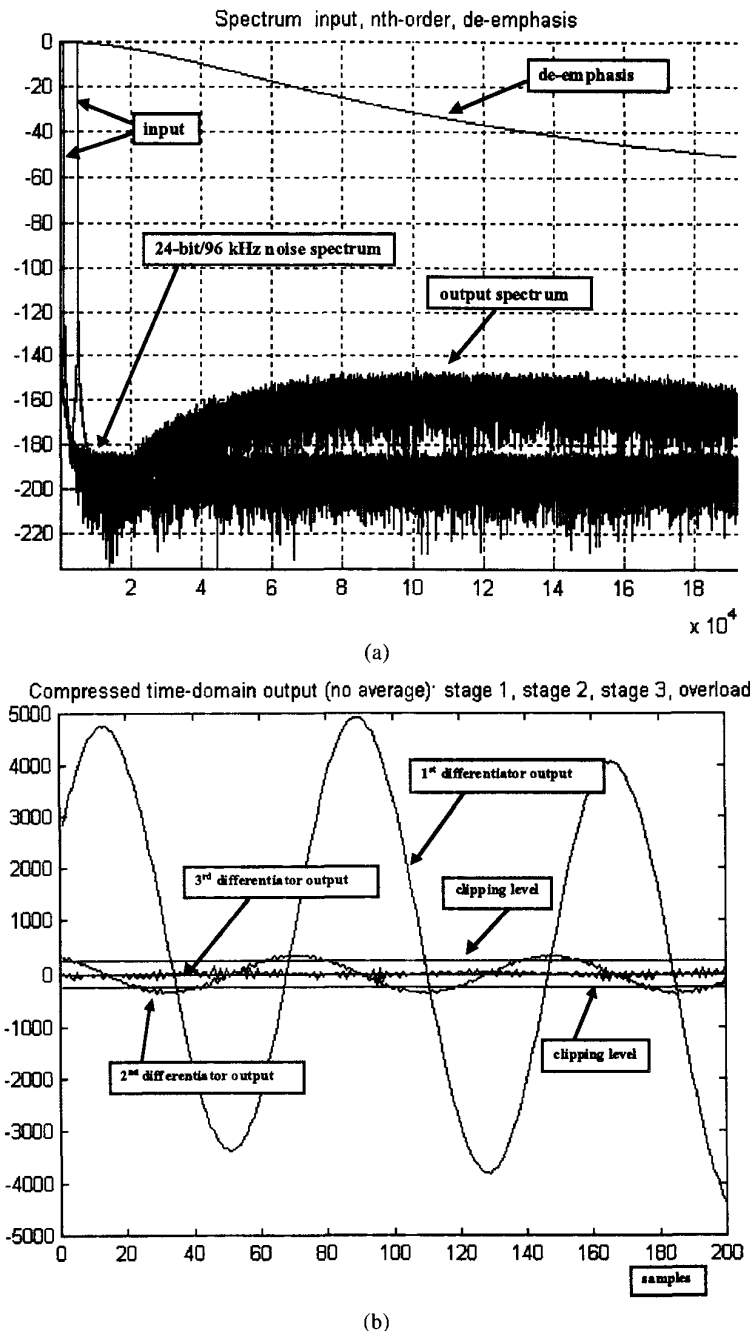 Spectrum input, nth-order, de-emphasis
0
-20
-40
-60
-80
-100
-120
-140
-160
-180
-200
-220
de-emphasis
input
24-bit/96 kHz noise spectrum
output spectrum
2 4 6 8 10 12 14 16 18
x 10^4
(a)
Compressed time-domain output (no average): stage 1, stage 2, stage 3, overload
5000
4000
3000
2000
1000
0
-1000
-2000
-3000
-4000
-5000
1st differentiator output
3rd differentiator output
clipping level
clipping level
2nd differentiator output
0 20 40 60 80 100 120 140 160 180 200
samples
(b)